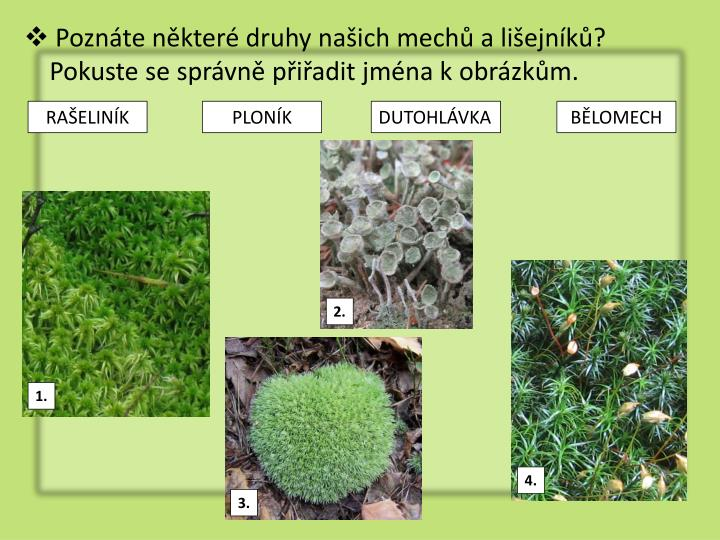 ❖ Poznáte některé druhy našich mechů a lišejníků?
Pokuste se správně přiřadit jména k obrázkům.
RAŠELINÍK PLONÍK DUTOHLÁVKA BĚLOMECH
2.
1.
4.
3.